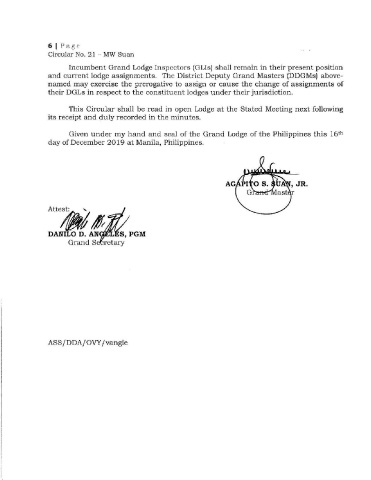 6 | Page
Circular No. 21 – MW Suan
Incumbent Grand Lodge Inspectors (GLIs) shall remain in their present position
and current lodge assignments. The District Deputy Grand Masters (DDGMs) above-
named may exercise the prerogative to assign or cause the change of assignments of
their DGLs in respect to the constituent lodges under their jurisdiction.
This Circular shall be read in open Lodge at the Stated Meeting next following
its receipt and duly recorded in the minutes.
Given under my hand and seal of the Grand Lodge of the Philippines this 16th
day of December 2019 at Manila, Philippines.
AGAPITO S. SUAN, JR.
Grand Master
Attest:
DANILO D. ANGELES, PGM
Grand Secretary
ASS/DDA/OVY/vangie